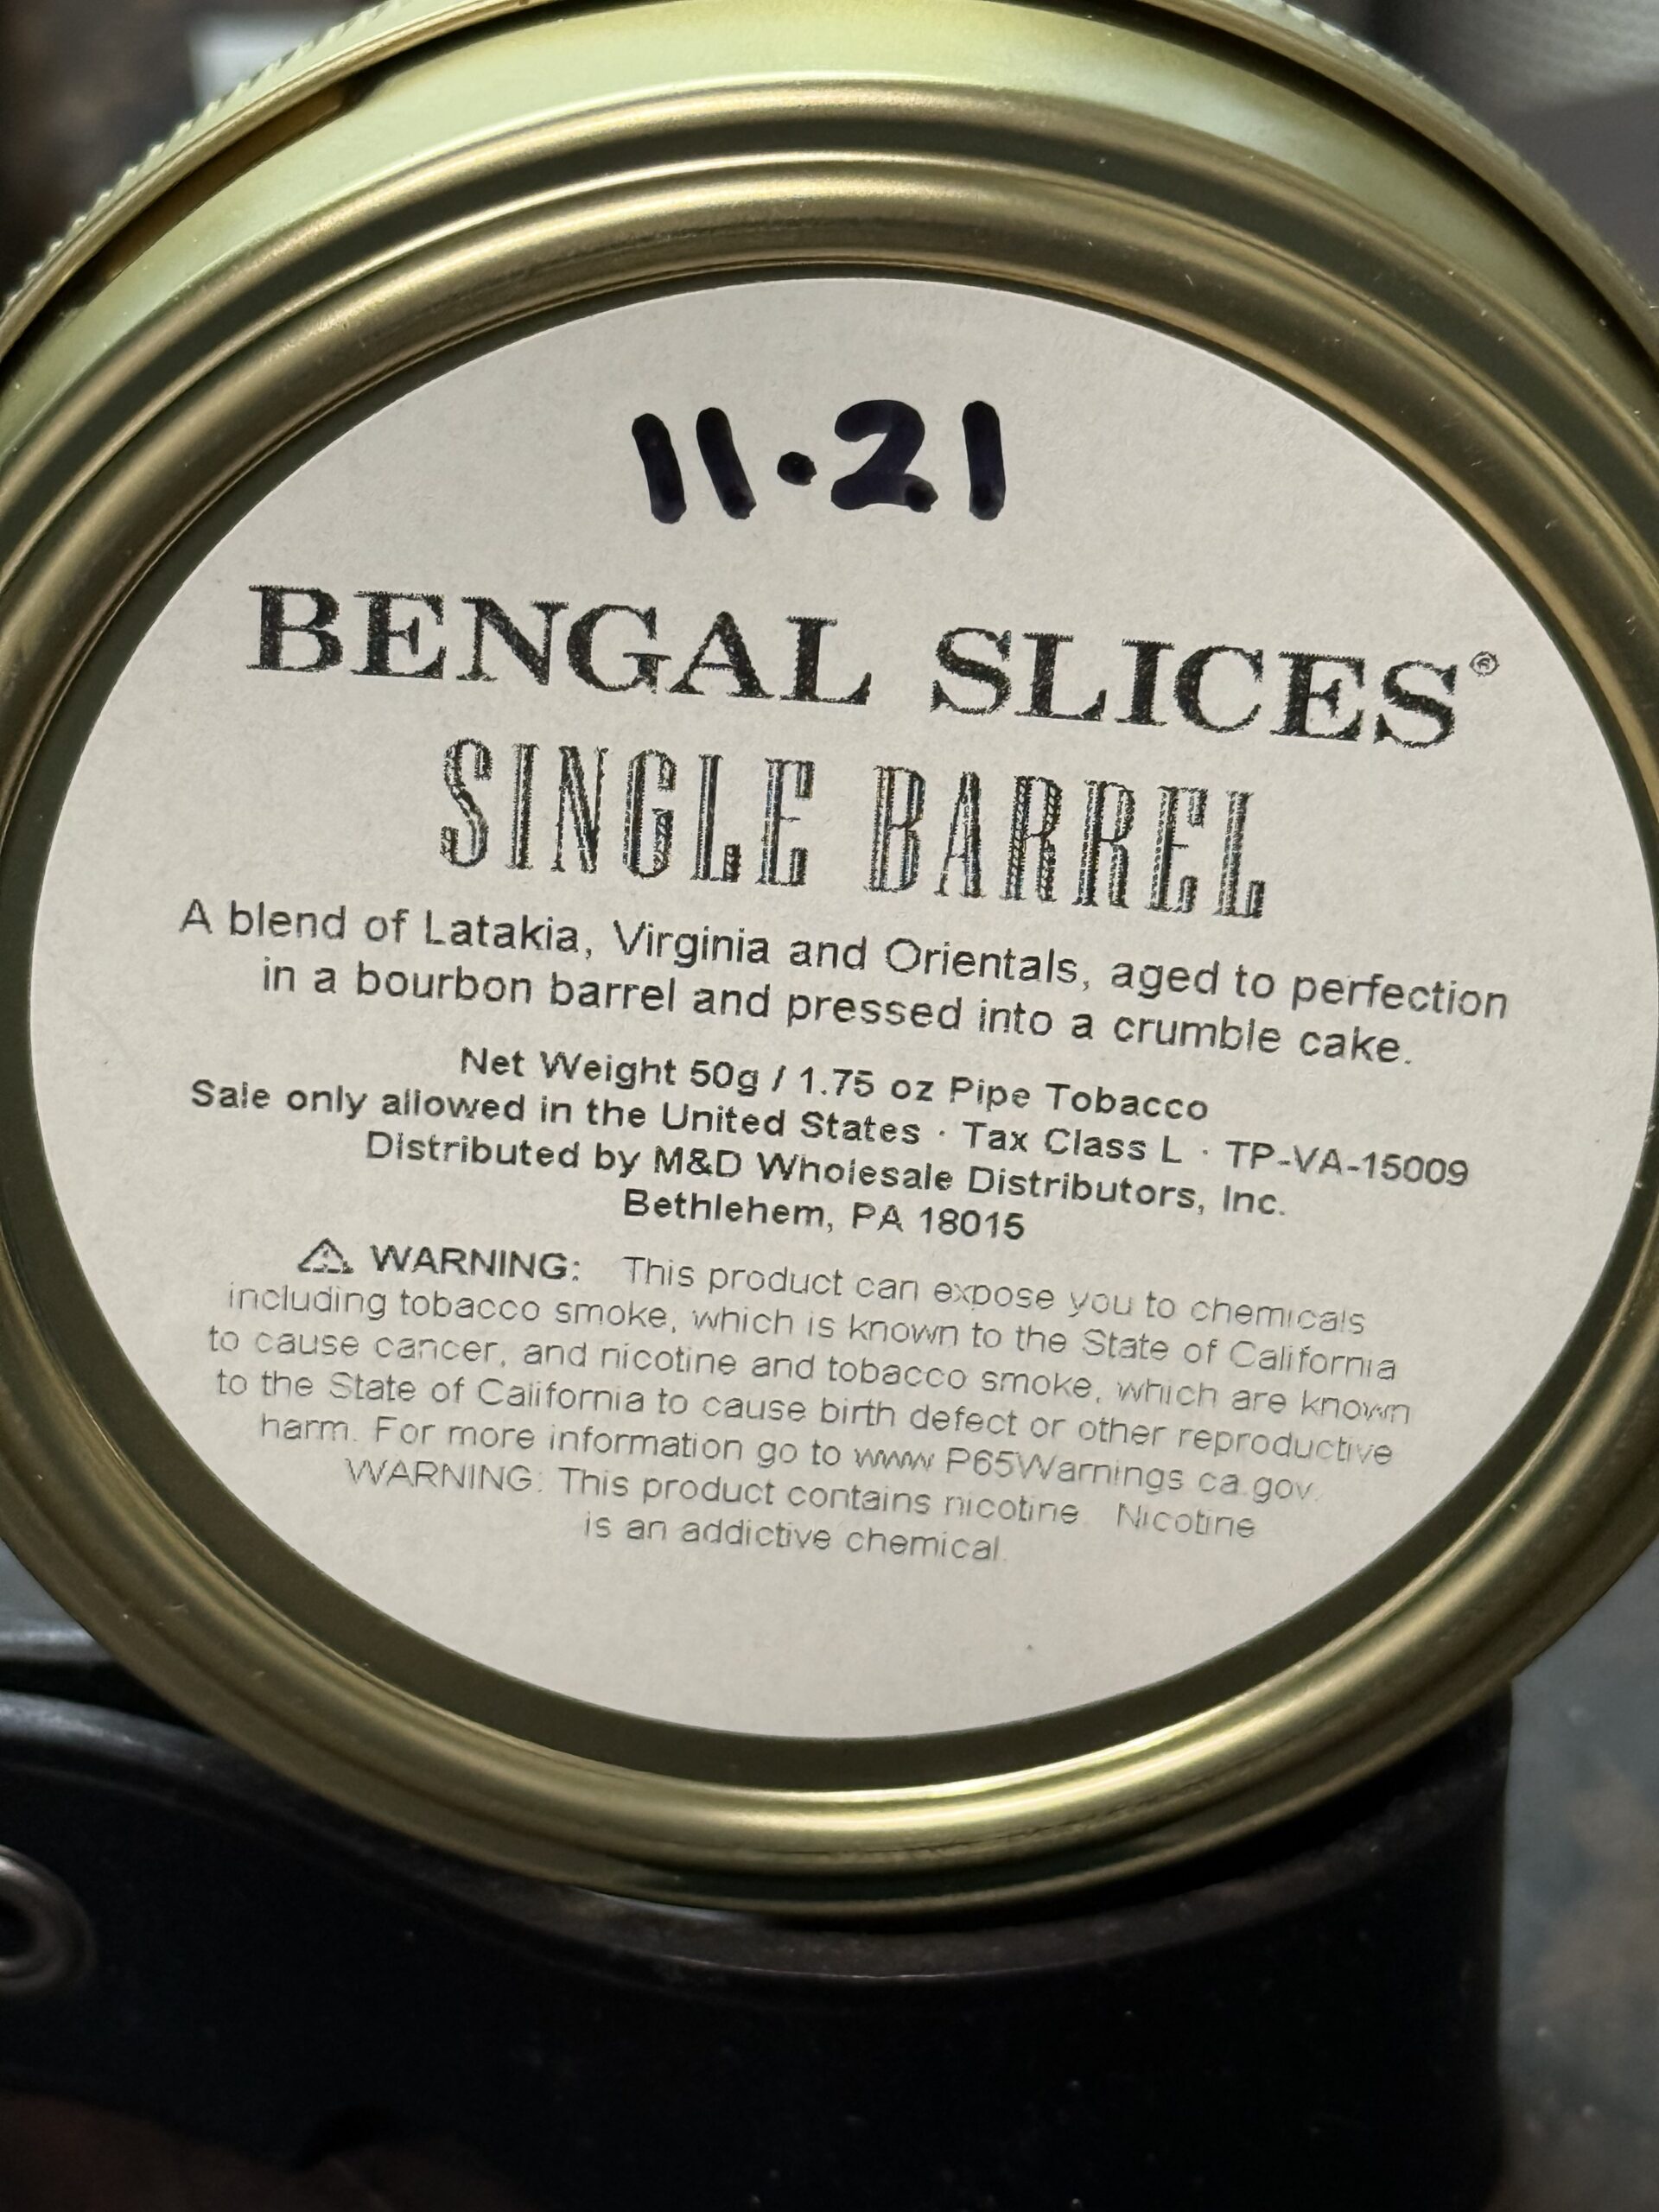 11·21
BENGAL SLICES®
SINGLE BARREL
A blend of Latakia, Virginia and Orientals, aged to perfection
in a bourbon barrel and pressed into a crumble cake.
Net Weight 50g / 1.75 oz Pipe Tobacco
Sale only allowed in the United States · Tax Class L · TP-VA-15009
Distributed by M&D Wholesale Distributors, Inc.
Bethlehem, PA 18015
⚠ WARNING: This product can expose you to chemicals
including tobacco smoke, which is known to the State of California
to cause cancer, and nicotine and tobacco smoke, which are known
to the State of California to cause birth defect or other reproductive
harm. For more information go to www.P65Warnings.ca.gov.
WARNING: This product contains nicotine. Nicotine
is an addictive chemical.